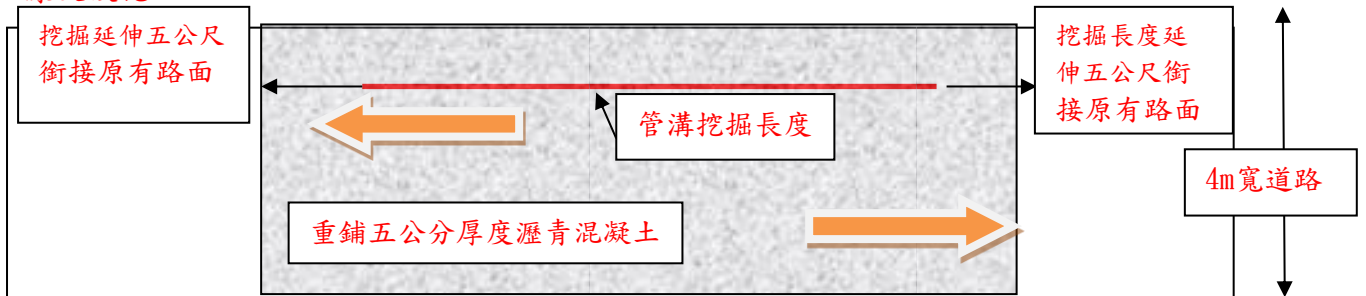 挖掘延伸五公尺
銜接原有路面
挖掘長度延
伸五公尺銜
接原有路面
管溝挖掘長度
4m寬道路
重鋪五公分厚度瀝青混凝土